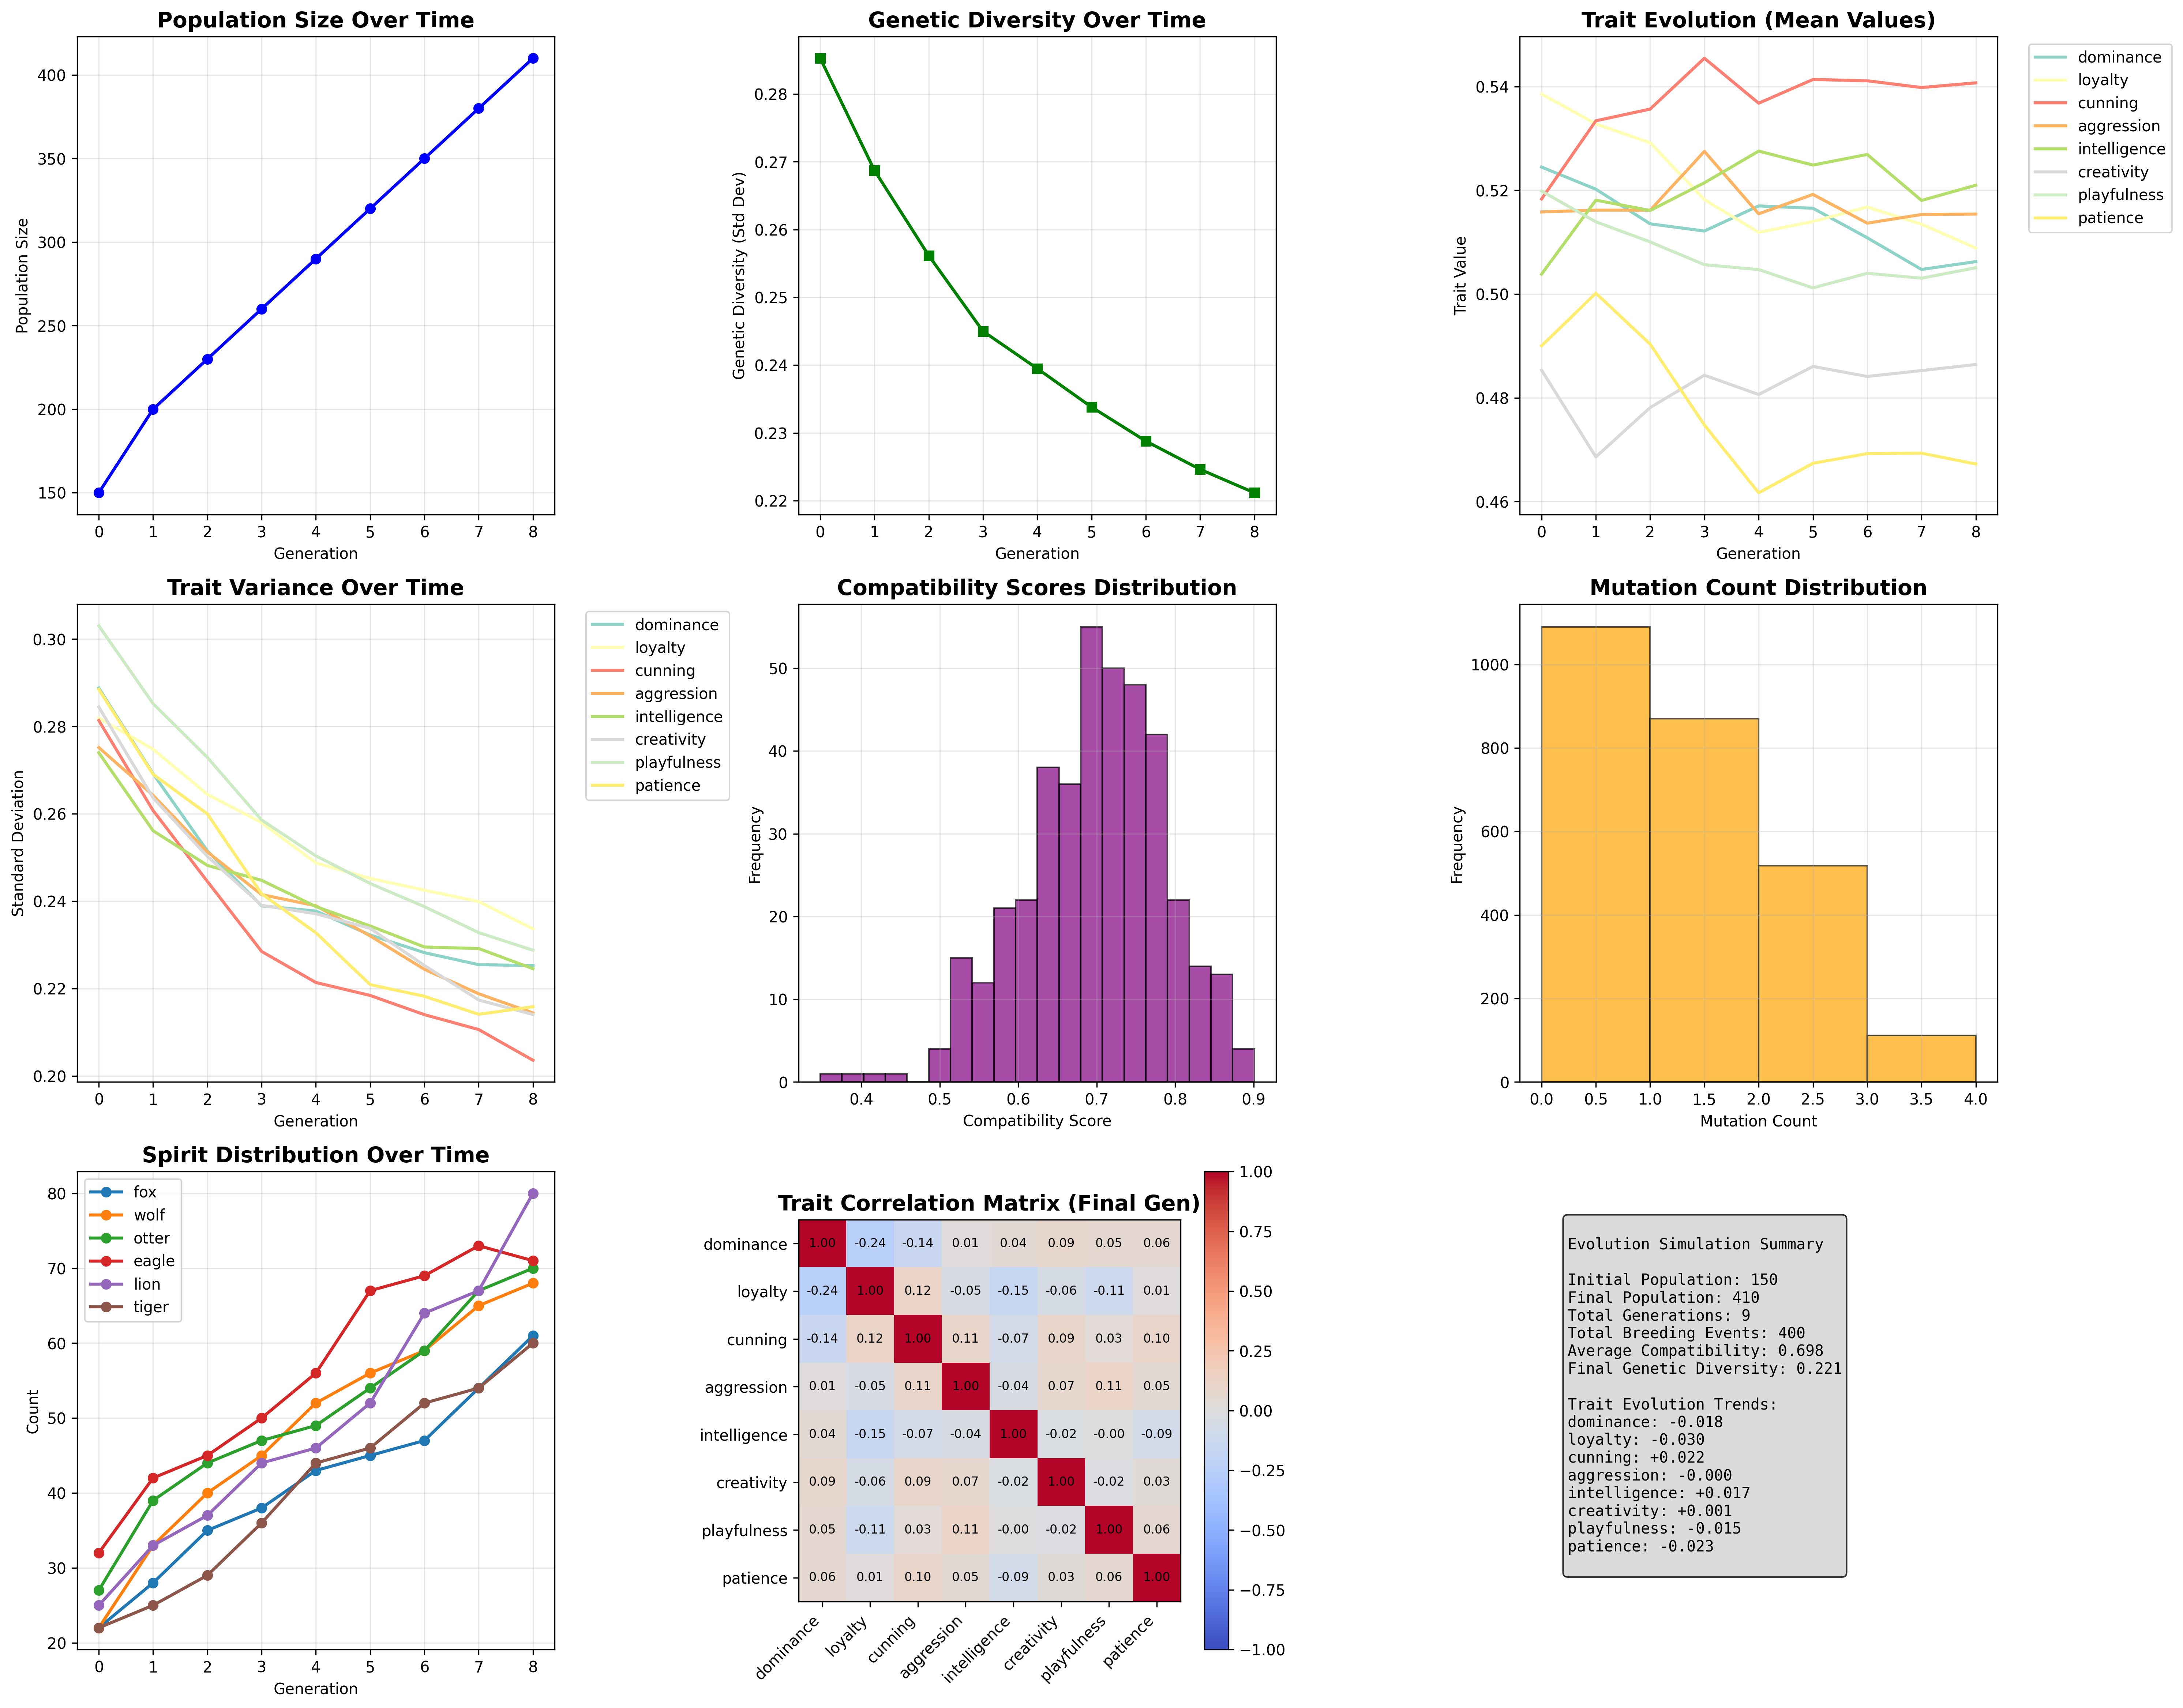 Population Size Over Time
400
350
300
250
200
150
Population Size
0 1 2 3 4 5 6 7 8
Generation
Genetic Diversity Over Time
0.28
0.27
0.26
0.25
0.24
0.23
0.22
Genetic Diversity (Std Dev)
0 1 2 3 4 5 6 7 8
Generation
Trait Evolution (Mean Values)
0.54
0.52
0.50
0.48
0.46
Trait Value
0 1 2 3 4 5 6 7 8
Generation
dominance
loyalty
cunning
aggression
intelligence
creativity
playfulness
patience
Trait Variance Over Time
0.30
0.28
0.26
0.24
0.22
0.20
Standard Deviation
0 1 2 3 4 5 6 7 8
Generation
dominance
loyalty
cunning
aggression
intelligence
creativity
playfulness
patience
Compatibility Scores Distribution
50
40
30
20
10
0
Frequency
0.4 0.5 0.6 0.7 0.8 0.9
Compatibility Score
Mutation Count Distribution
1000
800
600
400
200
0
Frequency
0.0 0.5 1.0 1.5 2.0 2.5 3.0 3.5 4.0
Mutation Count
Spirit Distribution Over Time
fox
wolf
otter
eagle
lion
tiger
80
70
60
50
40
30
20
Count
0 1 2 3 4 5 6 7 8
Generation
Trait Correlation Matrix (Final Gen)
dominance 1.00 -0.24 -0.14 0.01 0.04 0.09 0.05 0.06
loyalty -0.24 1.00 0.12 -0.05 -0.15 -0.06 -0.11 0.01
cunning -0.14 0.12 1.00 0.11 -0.07 0.09 0.03 0.10
aggression 0.01 -0.05 0.11 1.00 -0.04 0.07 0.11 0.05
intelligence 0.04 -0.15 -0.07 -0.04 1.00 -0.02 -0.00 -0.09
creativity 0.09 -0.06 0.09 0.07 -0.02 1.00 -0.02 0.03
playfulness 0.05 -0.11 0.03 0.11 -0.00 -0.02 1.00 0.06
patience 0.06 0.01 0.10 0.05 -0.09 0.03 0.06 1.00
dominance loyalty cunning aggression intelligence creativity playfulness patience
1.00
0.75
0.50
0.25
0.00
−0.25
−0.50
−0.75
−1.00
Evolution Simulation Summary
Initial Population: 150
Final Population: 410
Total Generations: 9
Total Breeding Events: 400
Average Compatibility: 0.698
Final Genetic Diversity: 0.221
Trait Evolution Trends:
dominance: -0.018
loyalty: -0.030
cunning: +0.022
aggression: -0.000
intelligence: +0.017
creativity: +0.001
playfulness: -0.015
patience: -0.023